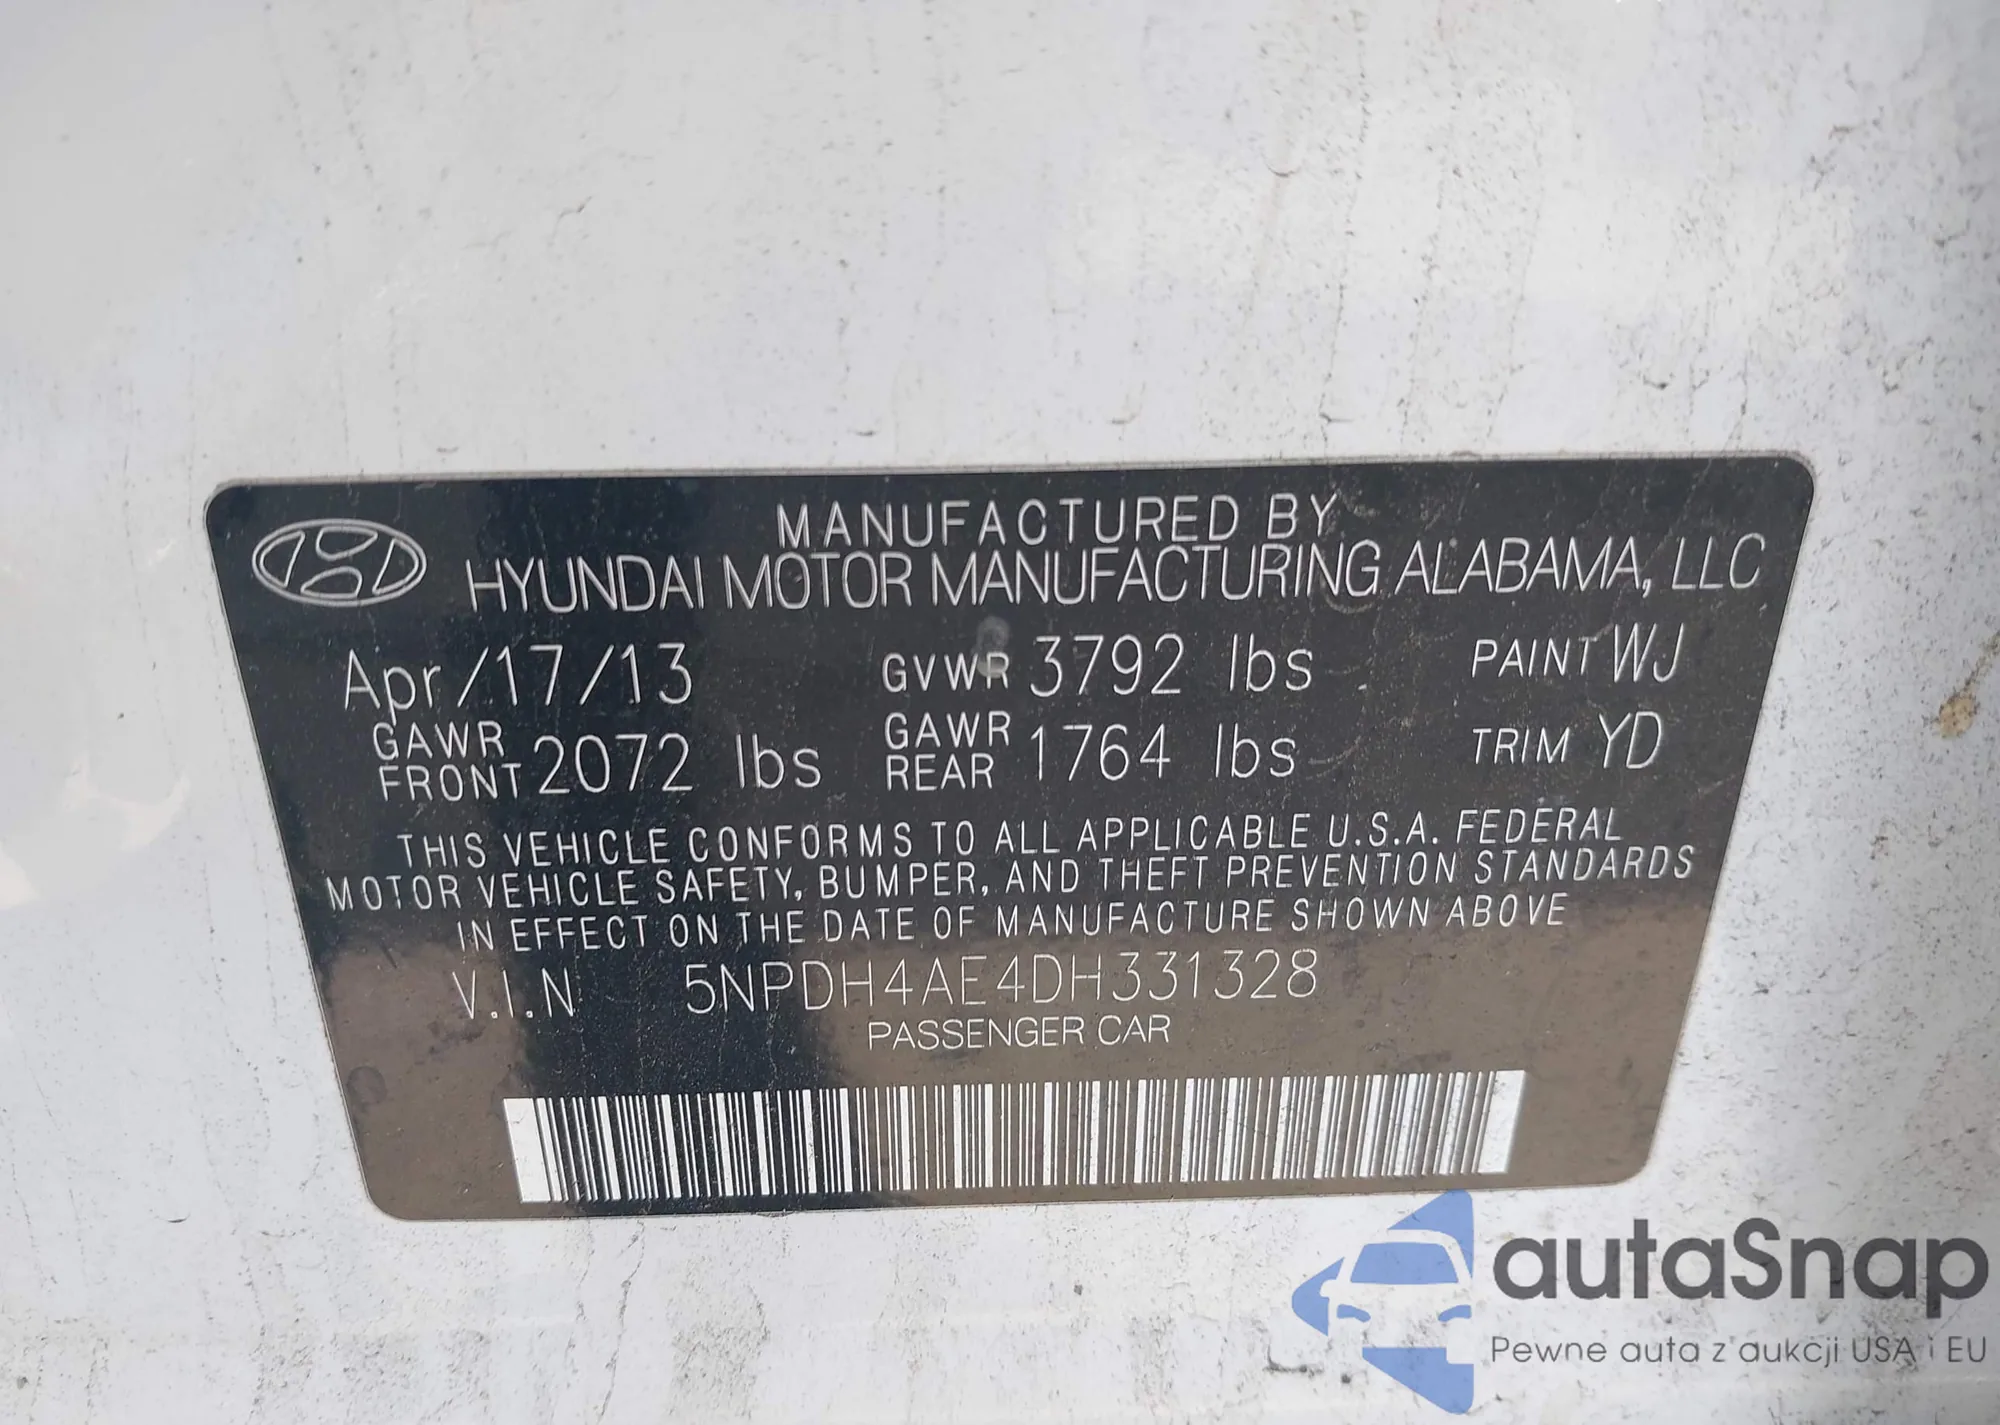 MANUFACTURED BY
HYUNDAI MOTOR MANUFACTURING ALABAMA, LLC
Apr/17/13 GVWR 3792 lbs PAINT WJ
GAWR FRONT 2072 lbs GAWR REAR 1764 lbs TRIM YD
THIS VEHICLE CONFORMS TO ALL APPLICABLE U.S.A. FEDERAL
MOTOR VEHICLE SAFETY, BUMPER, AND THEFT PREVENTION STANDARDS
IN EFFECT ON THE DATE OF MANUFACTURE SHOWN ABOVE
V.I.N 5NPDH4AE4DH331328
PASSENGER CAR
autaSnap
Pewne auta z aukcji USA i EU